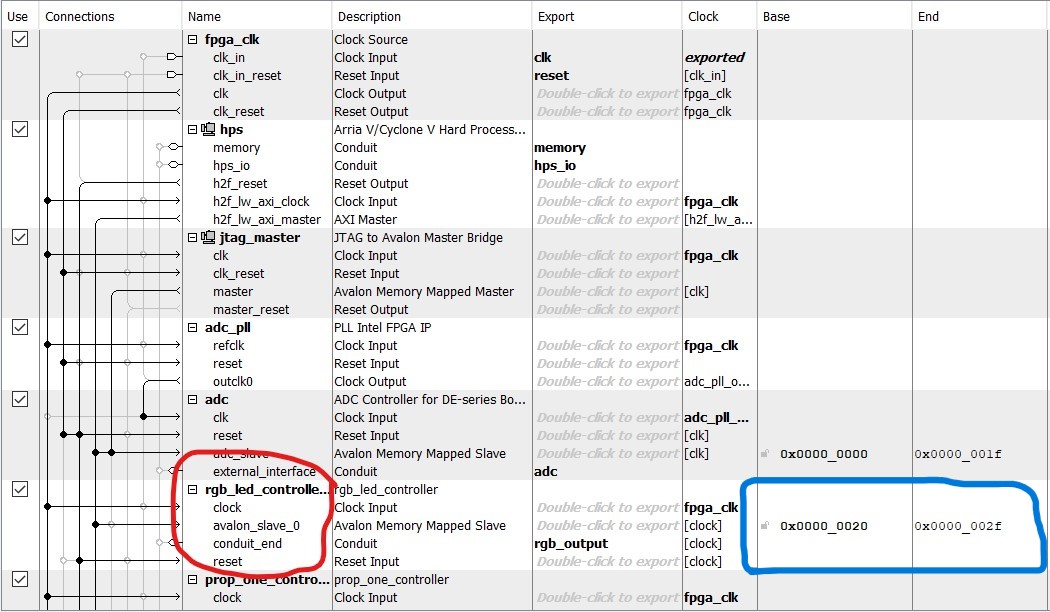 Use Connections Name Description Export Clock Base End
fpga_clk Clock Source
clk_in Clock Input clk exported
clk_in_reset Reset Input reset [clk_in]
clk Clock Output Double-click to export fpga_clk
clk_reset Reset Output Double-click to export fpga_clk
hps Arria V/Cyclone V Hard Process...
memory Conduit memory
hps_io Conduit hps_io
h2f_reset Reset Output Double-click to export
h2f_lw_axi_clock Clock Input Double-click to export fpga_clk
h2f_lw_axi_master AXI Master Double-click to export [h2f_lw_a...
jtag_master JTAG to Avalon Master Bridge
clk Clock Input Double-click to export fpga_clk
clk_reset Reset Input Double-click to export
master Avalon Memory Mapped Master Double-click to export [clk]
master_reset Reset Output Double-click to export
adc_pll PLL Intel FPGA IP
refclk Clock Input Double-click to export fpga_clk
reset Reset Input Double-click to export
outclk0 Clock Output Double-click to export adc_pll_o...
adc ADC Controller for DE-series Bo...
clk Clock Input Double-click to export adc_pll_...
reset Reset Input Double-click to export [clk]
adc_slave Avalon Memory Mapped Slave Double-click to export [clk] 0x0000_0000 0x0000_001f
external_interface Conduit adc
rgb_led_controlle... rgb_led_controller
clock Clock Input Double-click to export fpga_clk
avalon_slave_0 Avalon Memory Mapped Slave Double-click to export [clock] 0x0000_0020 0x0000_002f
conduit_end Conduit rgb_output [clock]
reset Reset Input Double-click to export [clock]
prop_one_contro... prop_one_controller
clock Clock Input Double-click to export fpga_clk